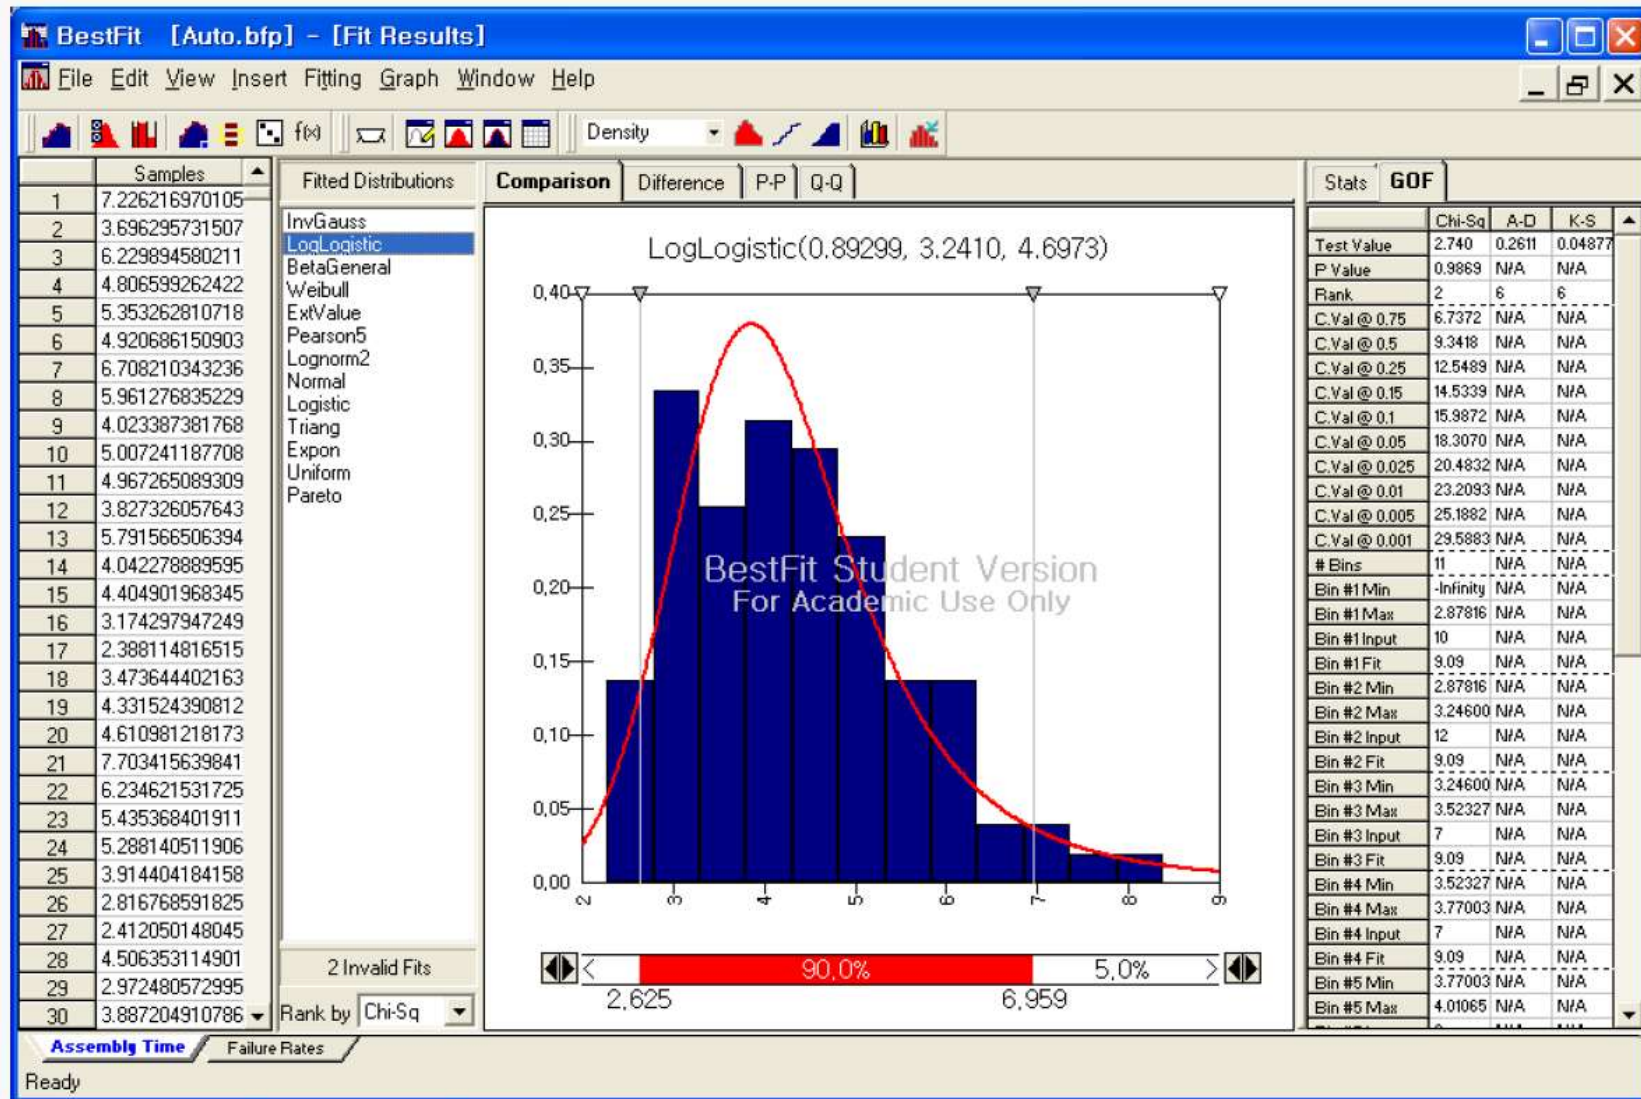 BestFit [Auto.bfp] - [Fit Results]
File Edit View Insert Fitting Graph Window Help
f(x) Density
Samples
1 7.226216970105
2 3.696295731507
3 6.229894580211
4 4.806599262422
5 5.353262810718
6 4.920686150903
7 6.708210343236
8 5.961276835229
9 4.023387381768
10 5.007241187708
11 4.967265089309
12 3.827326057643
13 5.791566506394
14 4.042278889595
15 4.404901968345
16 3.174297947249
17 2.388114816515
18 3.473644402163
19 4.331524390812
20 4.610981218173
21 7.703415639841
22 6.234621531725
23 5.435368401911
24 5.288140511906
25 3.914404184158
26 2.816768591825
27 2.412050148045
28 4.506353114901
29 2.972480572995
30 3.887204910786
Fitted Distributions
InvGauss
LogLogistic
BetaGeneral
Weibull
ExtValue
Pearson5
Lognorm2
Normal
Logistic
Triang
Expon
Uniform
Pareto
2 Invalid Fits
Rank by Chi-Sq
Comparison Difference P-P Q-Q
LogLogistic(0.89299, 3.2410, 4.6973)
0,40
0,35
0,30
0,25
0,20
0,15
0,10
0,05
0,00
BestFit Student Version
For Academic Use Only
2 3 4 5 6 7 8 9
< 90,0% 5,0% >
2,625 6,959
Stats GOF
Chi-Sq A-D K-S
Test Value 2.740 0.2611 0.04877
P Value 0.9869 N/A N/A
Rank 2 6 6
C.Val @ 0.75 6.7372 N/A N/A
C.Val @ 0.5 9.3418 N/A N/A
C.Val @ 0.25 12.5489 N/A N/A
C.Val @ 0.15 14.5339 N/A N/A
C.Val @ 0.1 15.9872 N/A N/A
C.Val @ 0.05 18.3070 N/A N/A
C.Val @ 0.025 20.4832 N/A N/A
C.Val @ 0.01 23.2093 N/A N/A
C.Val @ 0.005 25.1882 N/A N/A
C.Val @ 0.001 29.5883 N/A N/A
# Bins 11 N/A N/A
Bin #1 Min -Infinity N/A N/A
Bin #1 Max 2.87816 N/A N/A
Bin #1 Input 10 N/A N/A
Bin #1 Fit 9.09 N/A N/A
Bin #2 Min 2.87816 N/A N/A
Bin #2 Max 3.24600 N/A N/A
Bin #2 Input 12 N/A N/A
Bin #2 Fit 9.09 N/A N/A
Bin #3 Min 3.24600 N/A N/A
Bin #3 Max 3.52327 N/A N/A
Bin #3 Input 7 N/A N/A
Bin #3 Fit 9.09 N/A N/A
Bin #4 Min 3.52327 N/A N/A
Bin #4 Max 3.77003 N/A N/A
Bin #4 Input 7 N/A N/A
Bin #4 Fit 9.09 N/A N/A
Bin #5 Min 3.77003 N/A N/A
Bin #5 Max 4.01065 N/A N/A
Assembly Time Failure Rates
Ready